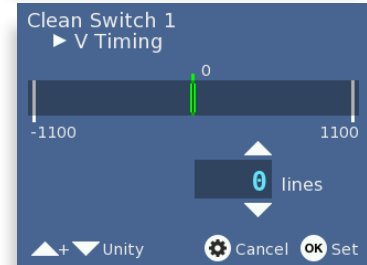 Clean Switch 1
V Timing
0
-1100 1100
0 lines
+ Unity Cancel OK Set